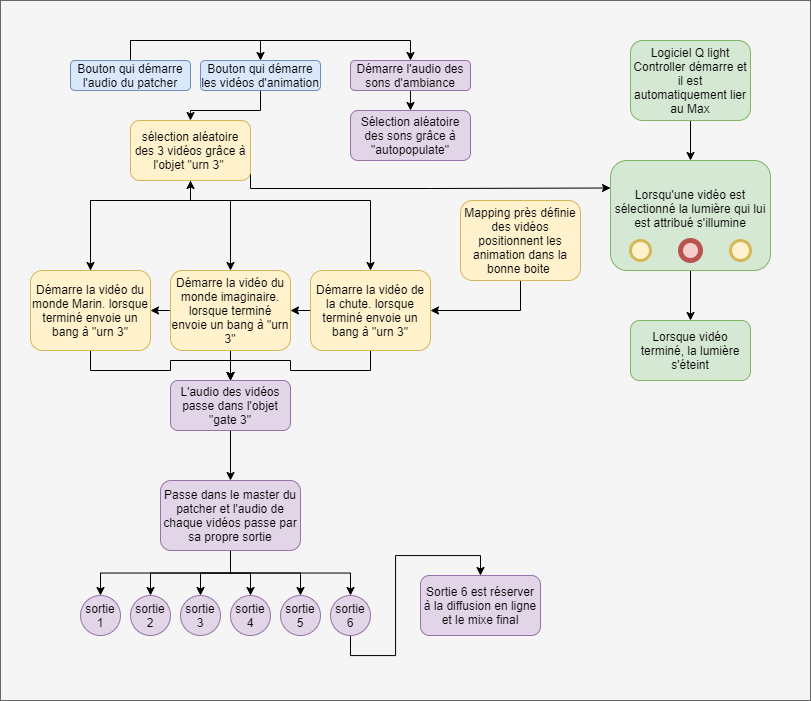 Bouton qui démarre
l'audio du patcher
Bouton qui démarre
les vidéos d'animation
Démarre l'audio des
sons d'ambiance
Logiciel Q light
Controller démarre et
il est
automatiquement lier
au Max
sélection aléatoire
des 3 vidéos grâce à
l'objet "urn 3"
Sélection aléatoire
des sons grâce à
"autopopulate"
Lorsqu'une vidéo est
sélectionné la lumière qui lui
est attribué s'illumine
Mapping près définie
des vidéos
positionnent les
animation dans la
bonne boite
Démarre la vidéo du
monde Marin. lorsque
terminé envoie un
bang à "urn 3"
Démarre la vidéo du
monde imaginaire.
lorsque terminé
envoie un bang à "urn
3"
Démarre la vidéo de
la chute. lorsque
terminé envoie un
bang à "urn 3"
Lorsque vidéo
terminé, la lumière
s'éteint
L'audio des vidéos
passe dans l'objet
"gate 3"
Passe dans le master du
patcher et l'audio de
chaque vidéos passe par
sa propre sortie
sortie
1
sortie
2
sortie
3
sortie
4
sortie
5
sortie
6
Sortie 6 est réserver
à la diffusion en ligne
et le mixe final